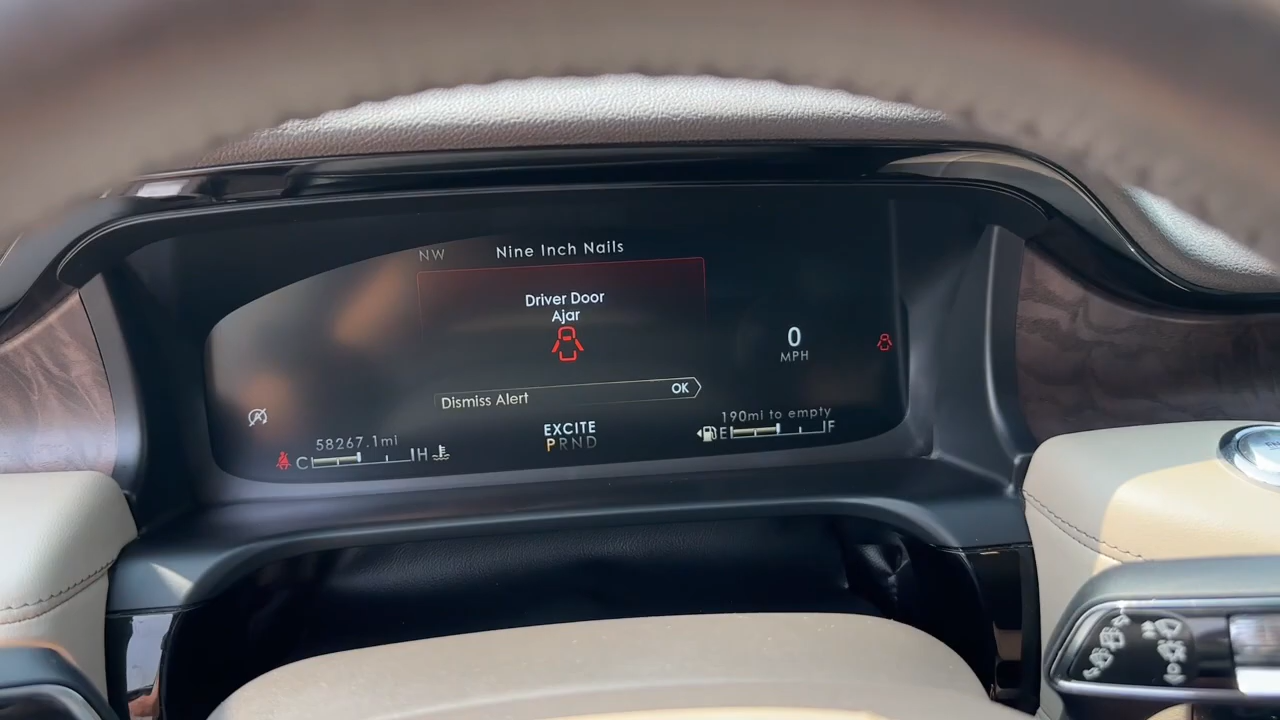 NW
Nine Inch Nails
Driver Door
Ajar
0
MPH
Dismiss Alert
OK
58267.1mi
C H
EXCITE
PRND
190mi to empty
E F